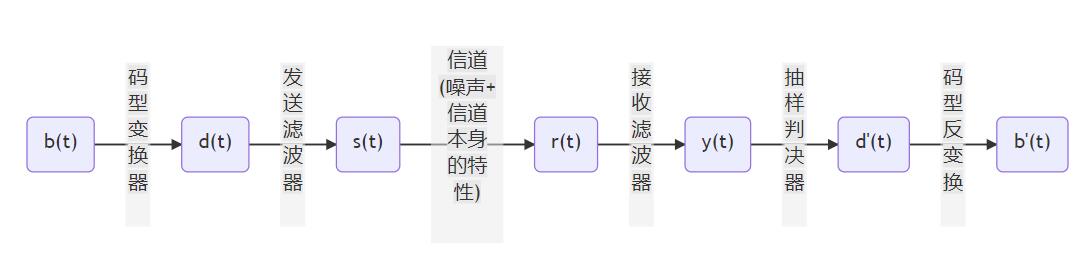 b(t)
码
型
变
换
器
d(t)
发
送
滤
波
器
s(t)
信道
(噪声+
信道
本身
的特
性)
r(t)
接
收
滤
波
器
y(t)
抽
样
判
决
器
d'(t)
码
型
反
变
换
b'(t)